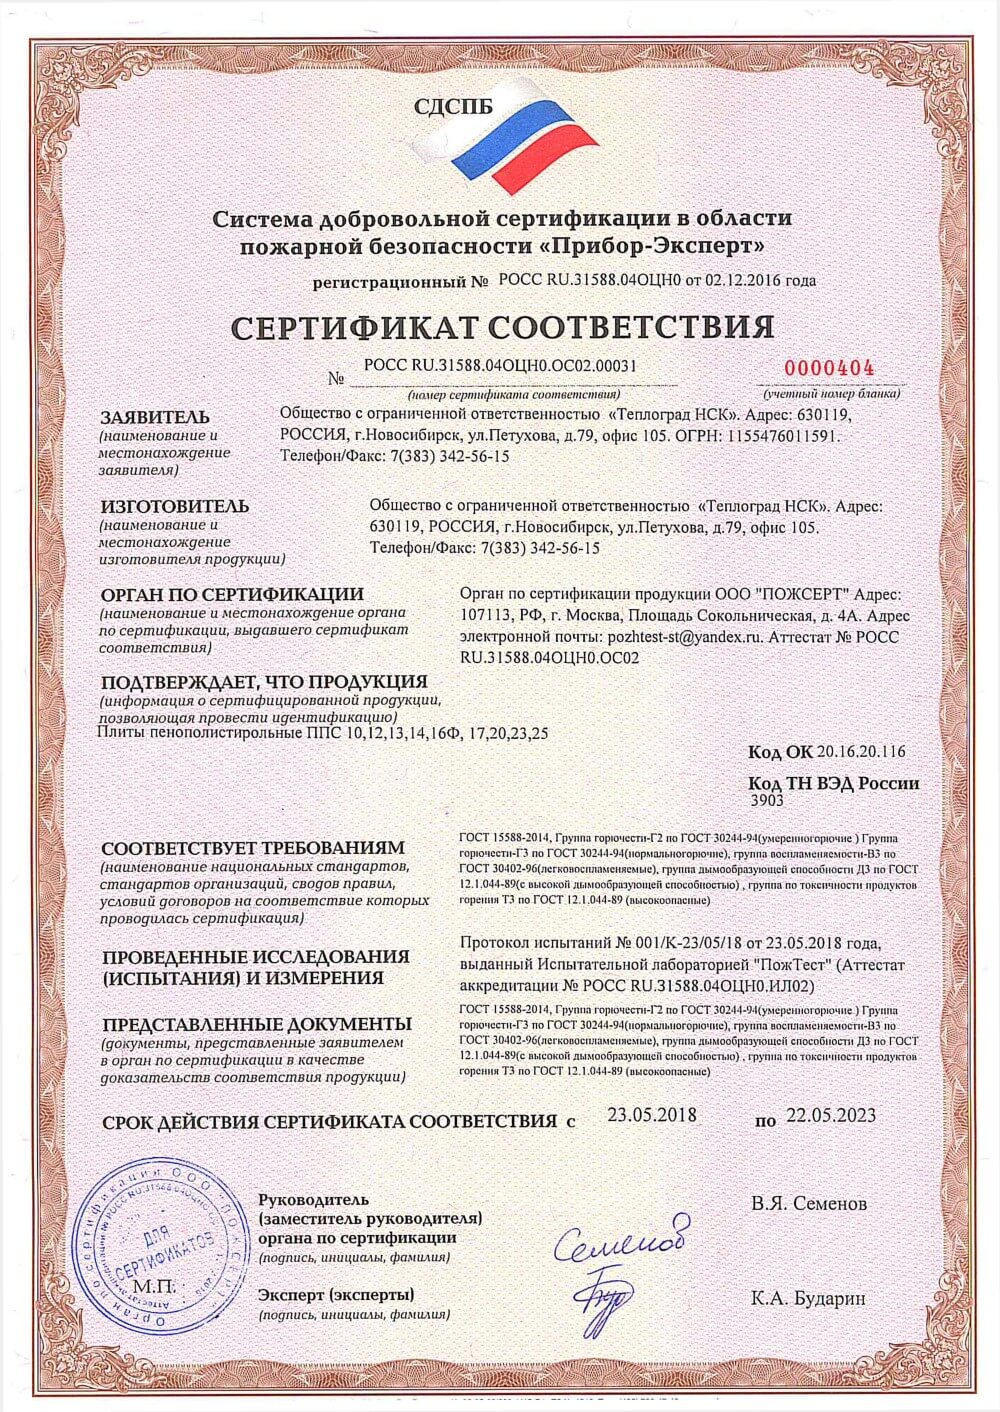 СДСПБ
Система добровольной сертификации в области
пожарной безопасности «Прибор-Эксперт»
регистрационный № РОСС RU.31588.04ОЦН0 от 02.12.2016 года
СЕРТИФИКАТ СООТВЕТСТВИЯ
№ РОСС RU.31588.04ОЦН0.ОС02.00031
0000404
(номер сертификата соответствия)
(учетный номер бланка)
ЗАЯВИТЕЛЬ
(наименование и
местонахождение
заявителя)
Общество с ограниченной ответственностью «Теплоград НСК». Адрес: 630119,
РОССИЯ, г.Новосибирск, ул.Петухова, д.79, офис 105. ОГРН: 1155476011591.
Телефон/Факс: 7(383) 342-56-15
ИЗГОТОВИТЕЛЬ
(наименование и
местонахождение
изготовителя продукции)
Общество с ограниченной ответственностью «Теплоград НСК». Адрес:
630119, РОССИЯ, г.Новосибирск, ул.Петухова, д.79, офис 105.
Телефон/Факс: 7(383) 342-56-15
ОРГАН ПО СЕРТИФИКАЦИИ
(наименование и местонахождение органа
по сертификации, выдавшего сертификат
соответствия)
Орган по сертификации продукции ООО "ПОЖСЕРТ" Адрес:
107113, РФ, г. Москва, Площадь Сокольническая, д. 4А. Адрес
электронной почты: pozhtest-st@yandex.ru. Аттестат № РОСС
RU.31588.04ОЦН0.ОС02
ПОДТВЕРЖДАЕТ, ЧТО ПРОДУКЦИЯ
(информация о сертифицированной продукции,
позволяющая провести идентификацию)
Плиты пенополистирольные ППС 10,12,13,14,16Ф, 17,20,23,25
Код ОК 20.16.20.116
Код ТН ВЭД России
3903
СООТВЕТСТВУЕТ ТРЕБОВАНИЯМ
(наименование национальных стандартов,
стандартов организаций, сводов правил,
условий договоров на соответствие которых
проводилась сертификация)
ГОСТ 15588-2014, Группа горючести-Г2 по ГОСТ 30244-94(умеренногорючие ) Группа
горючести-Г3 по ГОСТ 30244-94(нормальногорючие), группа воспламеняемости-В3 по
ГОСТ 30402-96(легковоспламеняемые), группа дымообразующей способности Д3 по ГОСТ
12.1.044-89(с высокой дымообразующей способностью) , группа по токсичности продуктов
горения Т3 по ГОСТ 12.1.044-89 (высокоопасные)
ПРОВЕДЕННЫЕ ИССЛЕДОВАНИЯ
(ИСПЫТАНИЯ) И ИЗМЕРЕНИЯ
Протокол испытаний № 001/К-23/05/18 от 23.05.2018 года,
выданный Испытательной лабораторией "ПожТест" (Аттестат
аккредитации № РОСС RU.31588.04ОЦН0.ИЛ02)
ПРЕДСТАВЛЕННЫЕ ДОКУМЕНТЫ
(документы, представленные заявителем
в орган по сертификации в качестве
доказательств соответствия продукции)
ГОСТ 15588-2014, Группа горючести-Г2 по ГОСТ 30244-94(умеренногорючие ) Группа
горючести-Г3 по ГОСТ 30244-94(нормальногорючие), группа воспламеняемости-В3 по
ГОСТ 30402-96(легковоспламеняемые), группа дымообразующей способности Д3 по ГОСТ
12.1.044-89(с высокой дымообразующей способностью) , группа по токсичности продуктов
горения Т3 по ГОСТ 12.1.044-89 (высокоопасные)
СРОК ДЕЙСТВИЯ СЕРТИФИКАТА СООТВЕТСТВИЯ с 23.05.2018 по 22.05.2023
Орган по сертификации ООО "ПОЖСЕРТ"
ДЛЯ
СЕРТИФИКАТОВ
М.П.
Руководитель
(заместитель руководителя)
органа по сертификации
(подпись, инициалы, фамилия)
Семенов
В.Я. Семенов
Эксперт (эксперты)
(подпись, инициалы, фамилия)
К.А. Бударин